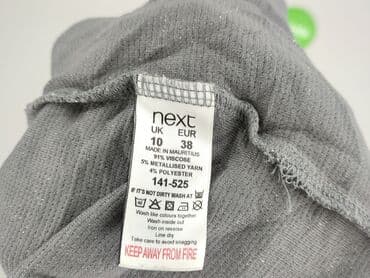 next
UK EUR
10 38
MADE IN MAURITIUS
91% VISCOSE
5% METALLISED YARN
4% POLYESTER
141-525
IF IT'S NOT DIRTY WASH AT
Wash like colours together
Wash inside out
Iron on reverse
Line dry
Take care to avoid snagging
KEEP AWAY FROM FIRE